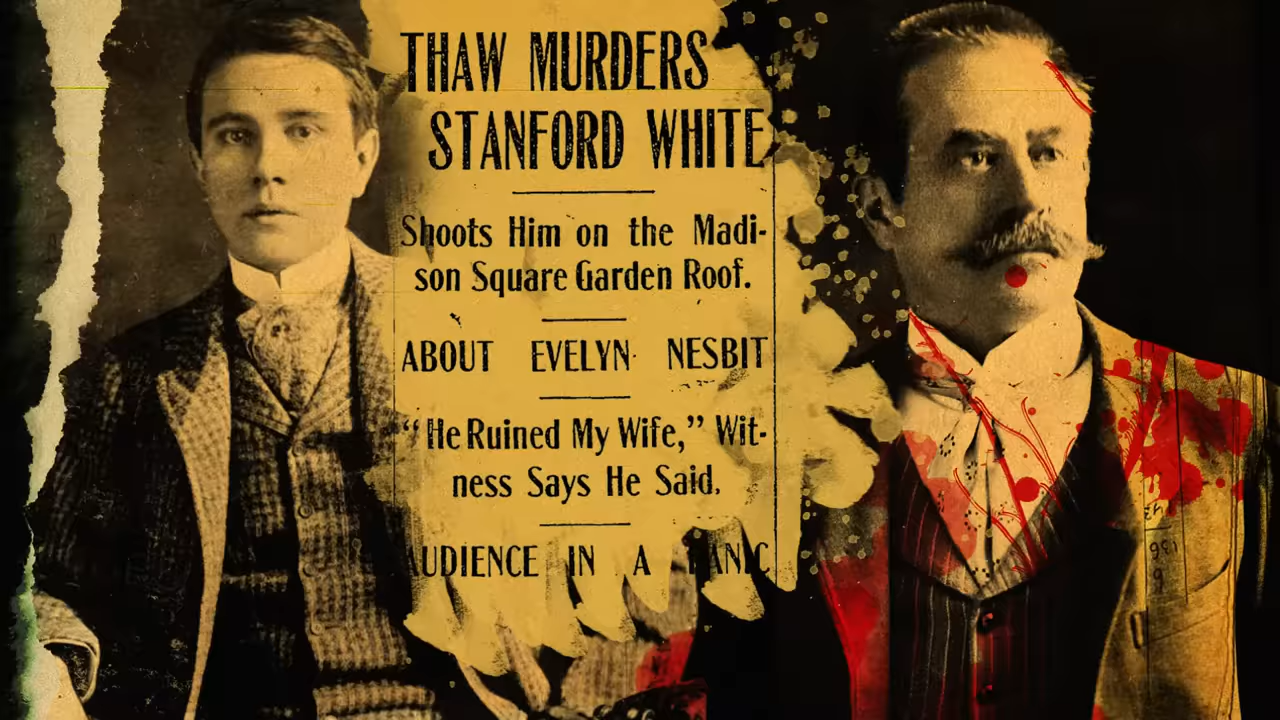 THAW MURDERS
STANFORD WHITE
Shoots Him on the Madi-
son Square Garden Roof.
ABOUT EVELYN NESBIT
“He Ruined My Wife,” Wit-
ness Says He Said.
AUDIENCE IN A PANIC